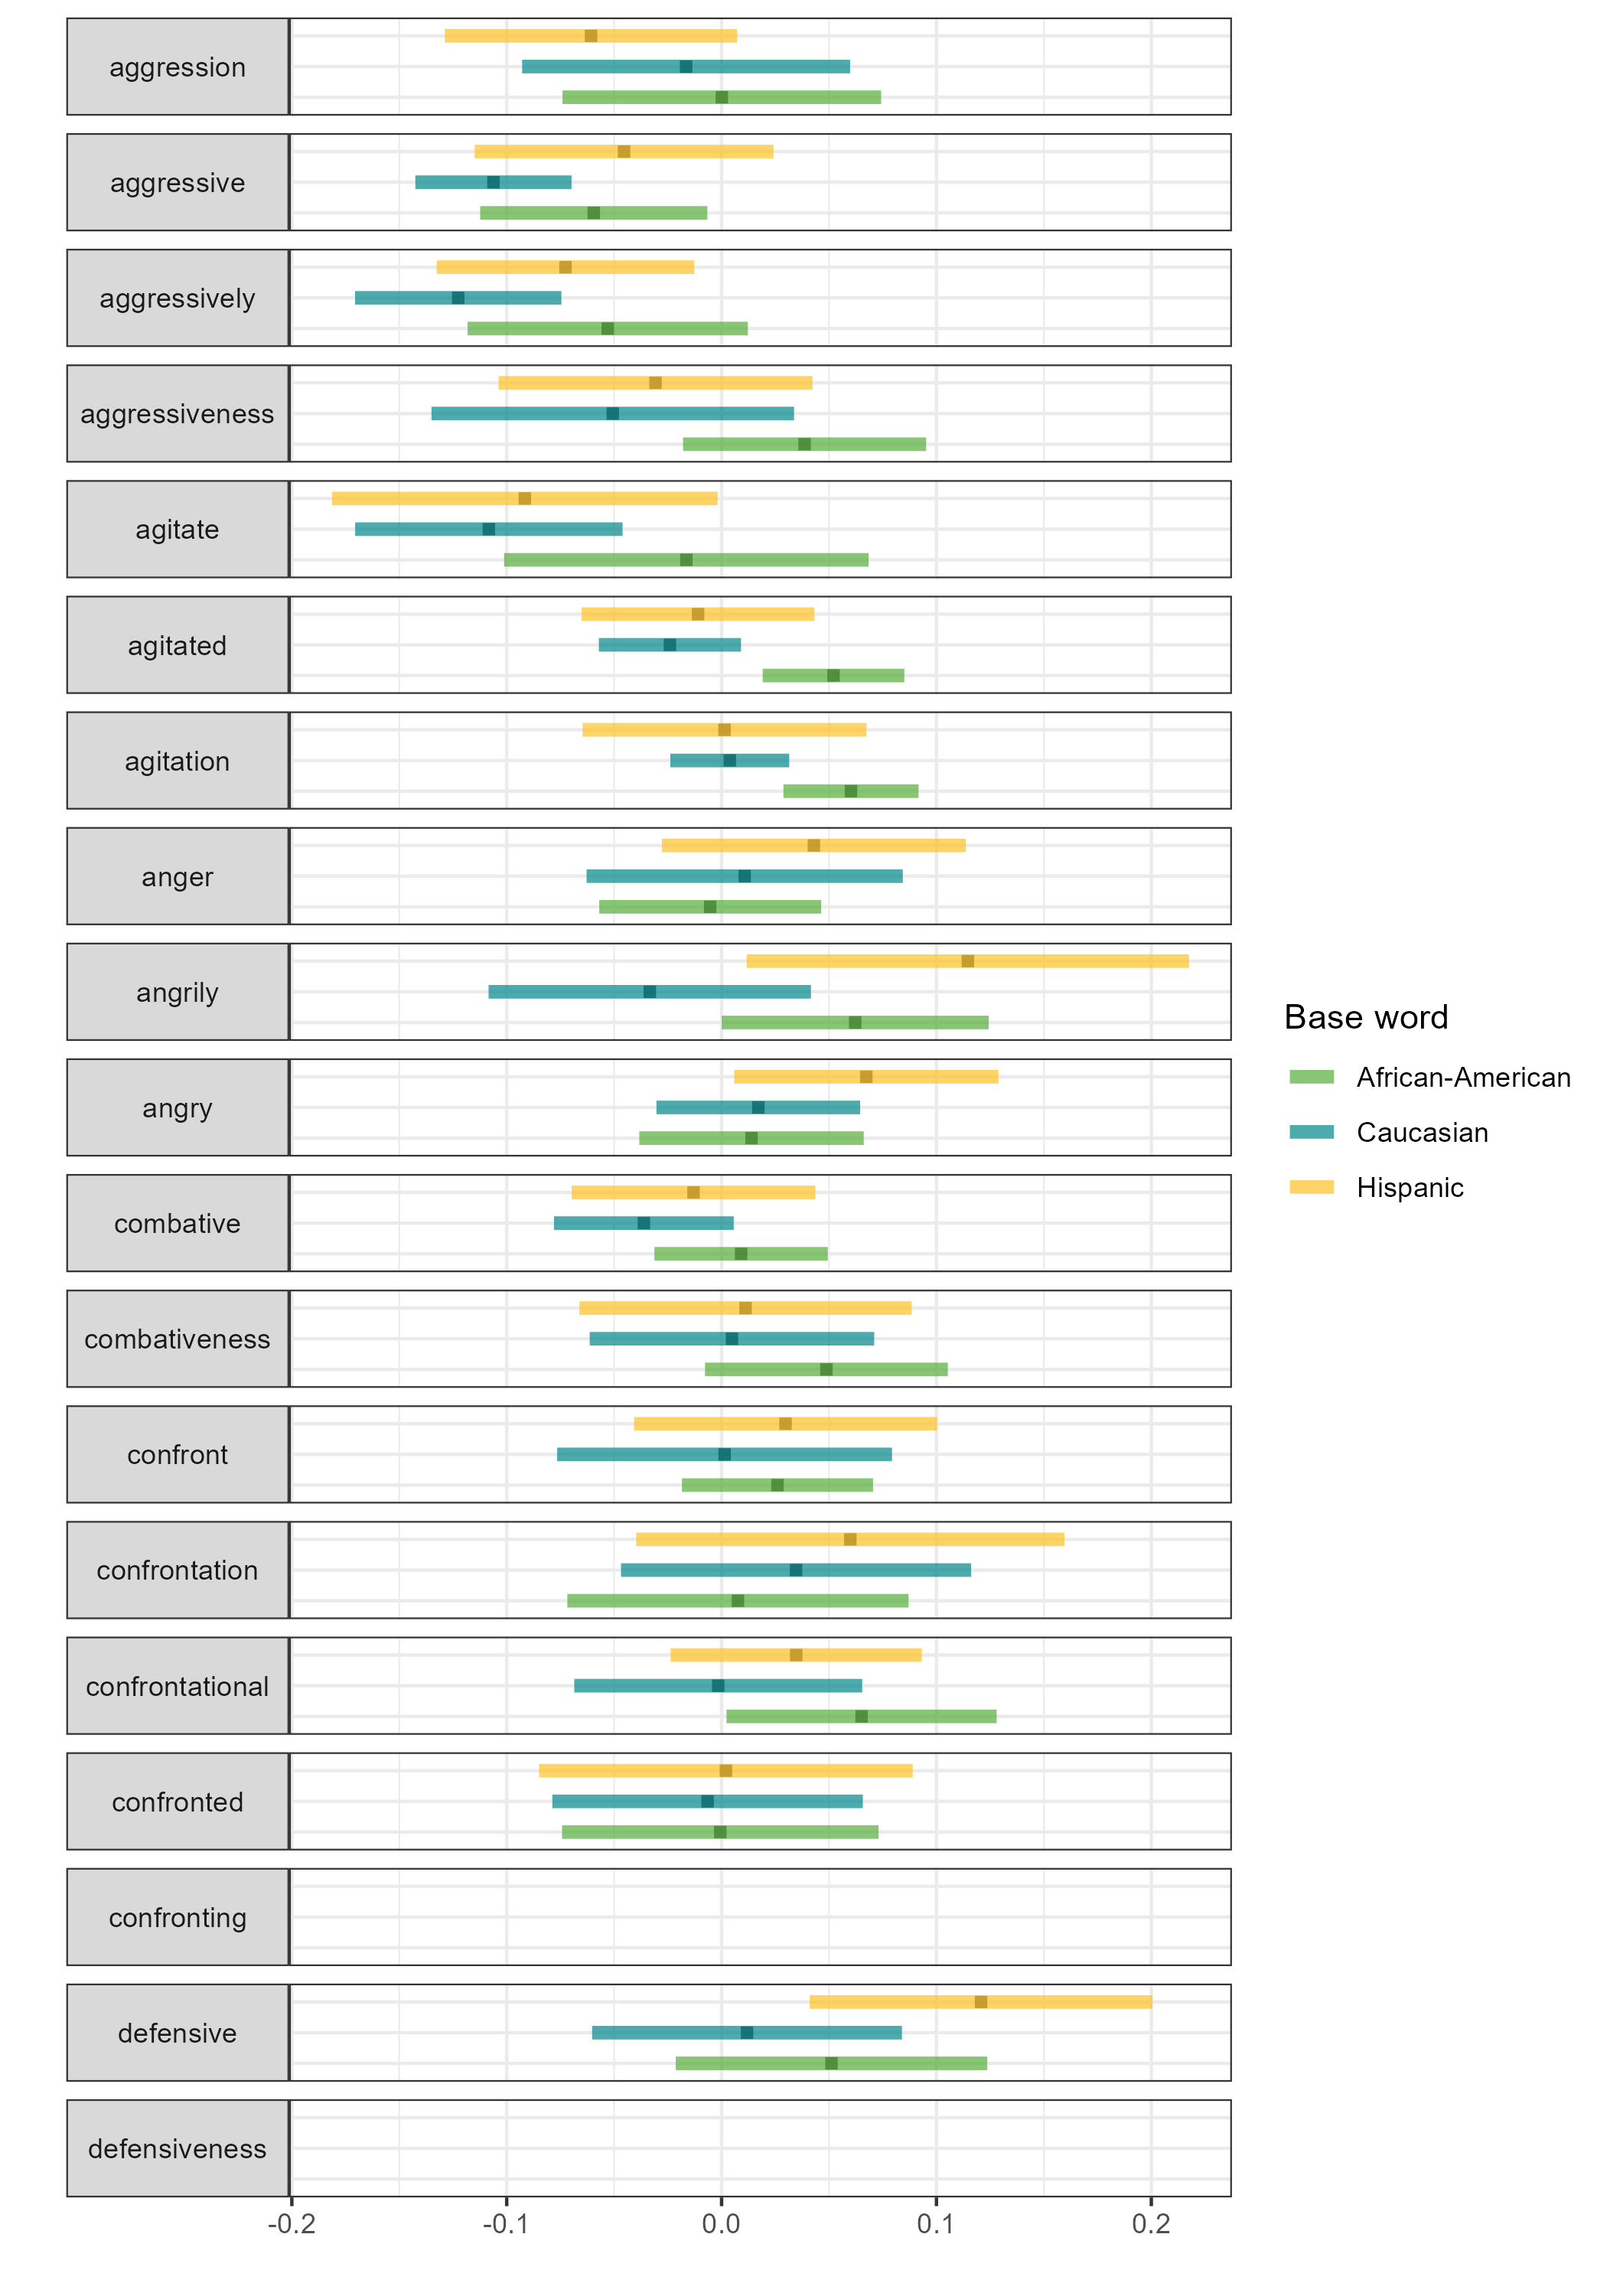 aggression
aggressive
aggressively
aggressiveness
agitate
agitated
agitation
anger
angrily
angry
combative
combativeness
confront
confrontation
confrontational
confronted
confronting
defensive
defensiveness
-0.2 -0.1 0.0 0.1 0.2
Base word
African-American
Caucasian
Hispanic